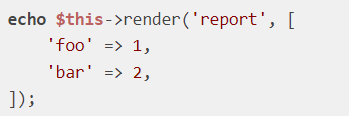 echo $this->render('report', [
    'foo' => 1,
    'bar' => 2,
]);